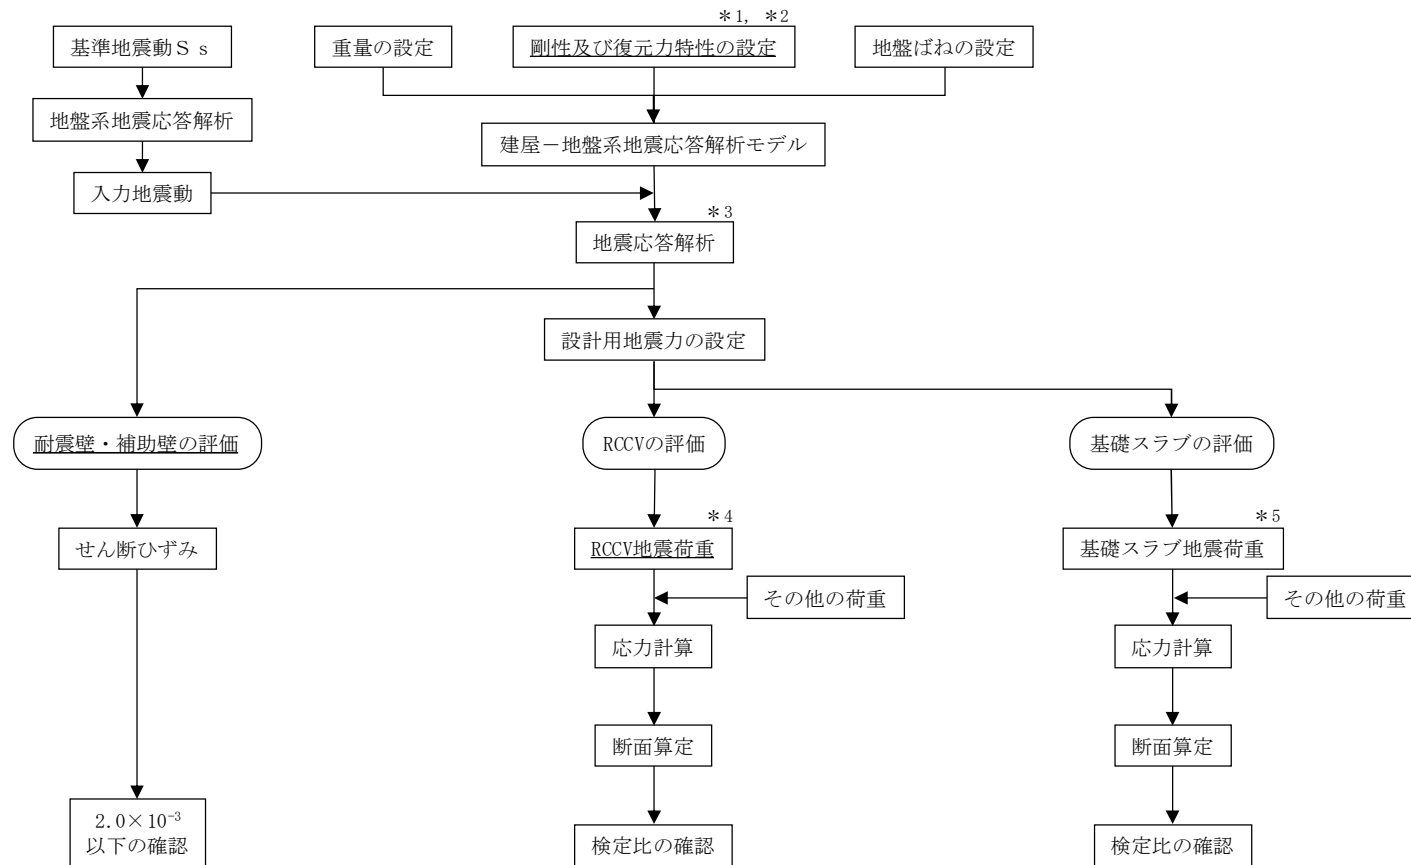 ＊1, ＊2
基準地震動Ｓｓ
重量の設定
剛性及び復元力特性の設定
地盤ばねの設定
地盤系地震応答解析
建屋－地盤系地震応答解析モデル
入力地震動
＊3
地震応答解析
設計用地震力の設定
耐震壁・補助壁の評価
RCCVの評価
基礎スラブの評価
＊4
＊5
せん断ひずみ
RCCV地震荷重
基礎スラブ地震荷重
その他の荷重
その他の荷重
応力計算
応力計算
断面算定
断面算定
2.0×10⁻³
以下の確認
検定比の確認
検定比の確認